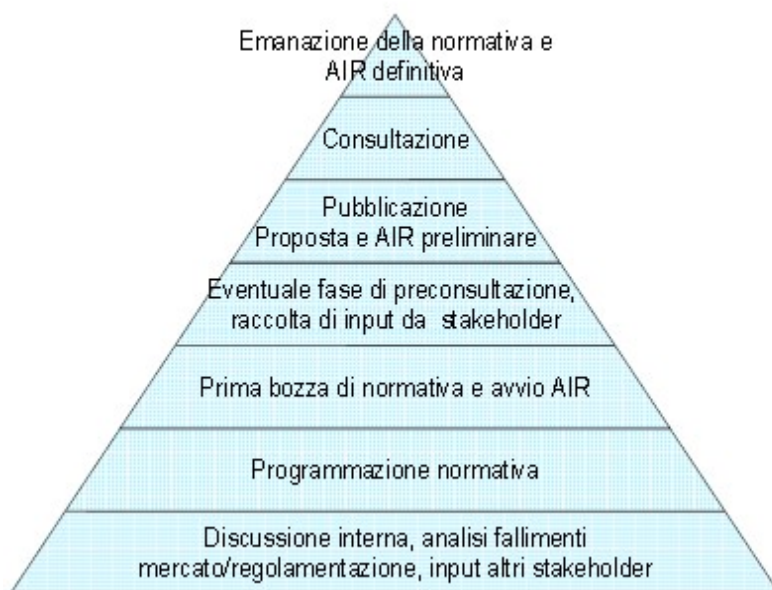 Emanazione della normativa e
AIR definitiva
Consultazione
Pubblicazione
Proposta e AIR preliminare
Eventuale fase di preconsultazione,
raccolta di input da stakeholder
Prima bozza di normativa e avvio AIR
Programmazione normativa
Discussione interna, analisi fallimenti
mercato/regolamentazione, input altri stakeholder